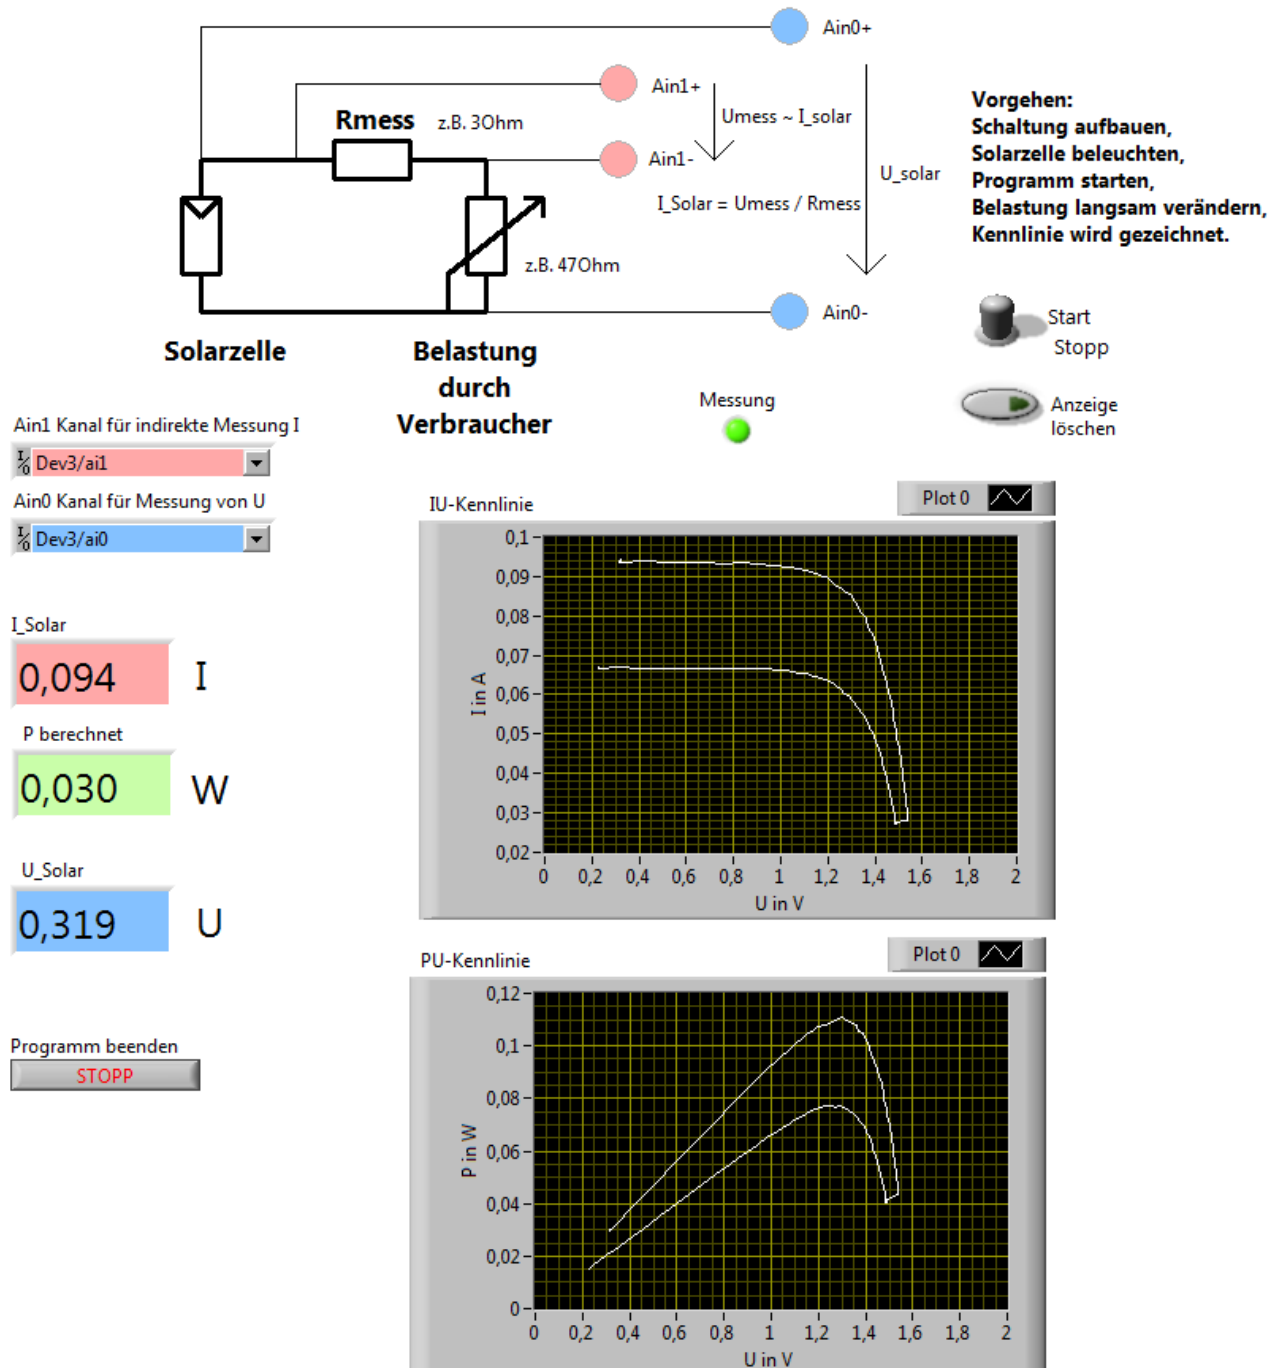 Ain0+
Ain1+
Rmess
z.B. 3Ohm
Umess ~ I_solar
Ain1-
U_solar
I_Solar = Umess / Rmess
z.B. 47Ohm
Ain0-
Vorgehen:
Schaltung aufbauen,
Solarzelle beleuchten,
Programm starten,
Belastung langsam verändern,
Kennlinie wird gezeichnet.
Start
Stopp
Solarzelle
Belastung
durch
Verbraucher
Messung
Anzeige
löschen
Ain1 Kanal für indirekte Messung I
I/0 Dev3/ai1
Ain0 Kanal für Messung von U
I/0 Dev3/ai0
I_Solar
0,094 I
P berechnet
0,030 W
U_Solar
0,319 U
Programm beenden
STOPP
IU-Kennlinie
Plot 0
0,1
0,09
0,08
0,07
0,06
0,05
0,04
0,03
0,02
I in A
0 0,2 0,4 0,6 0,8 1 1,2 1,4 1,6 1,8 2
U in V
PU-Kennlinie
Plot 0
0,12
0,1
0,08
0,06
0,04
0,02
0
P in W
0 0,2 0,4 0,6 0,8 1 1,2 1,4 1,6 1,8 2
U in V